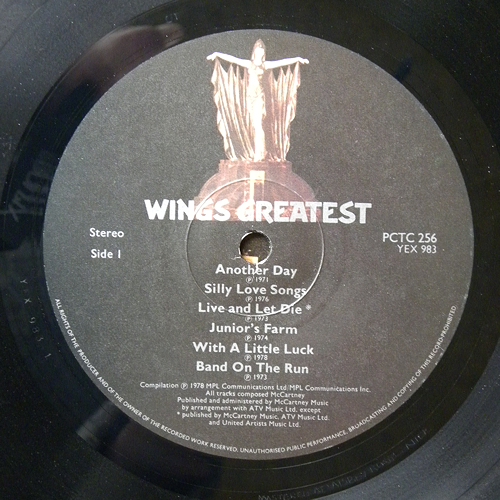 WINGS GREATEST
Stereo
Side 1
PCTC 256
YEX 983
Another Day
℗ 1971
Silly Love Songs
℗ 1976
Live and Let Die *
℗ 1973
Junior's Farm
℗ 1974
With A Little Luck
℗ 1978
Band On The Run
℗ 1973
Compilation ℗ 1978 MPL Communications Ltd/MPL Communications Inc.
All tracks composed McCartney
Published and administered by McCartney Music
by arrangement with ATV Music Ltd. except
* published by McCartney Music. ATV Music Ltd.
and United Artists Music Ltd.
ALL RIGHTS OF THE PRODUCER AND OF THE OWNER OF THE RECORDED WORK RESERVED. UNAUTHORISED PUBLIC PERFORMANCE, BROADCASTING AND COPYING OF THIS RECORD PROHIBITED